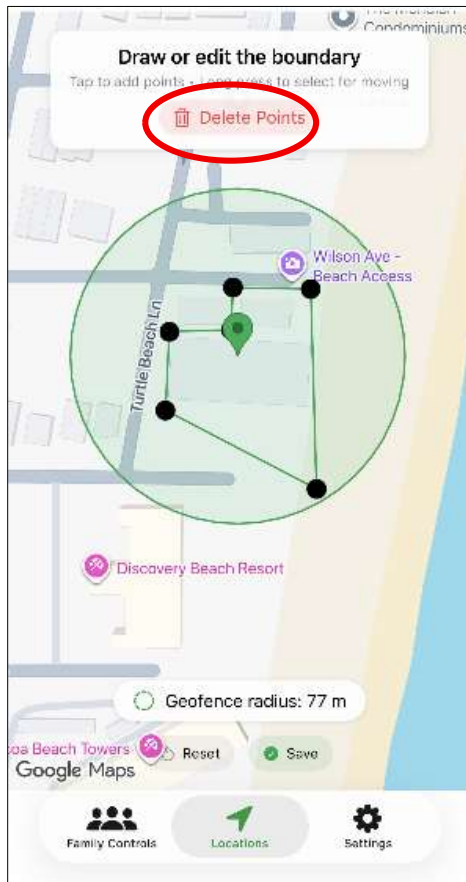 Condominiums
Draw or edit the boundary
Tap to add points • Long press to select for moving
Delete Points
Wilson Ave -
Beach Access
Turtle Beach Ln
Discovery Beach Resort
Geofence radius: 77 m
oa Beach Towers
Reset
Save
Google Maps
Family Controls
Locations
Settings